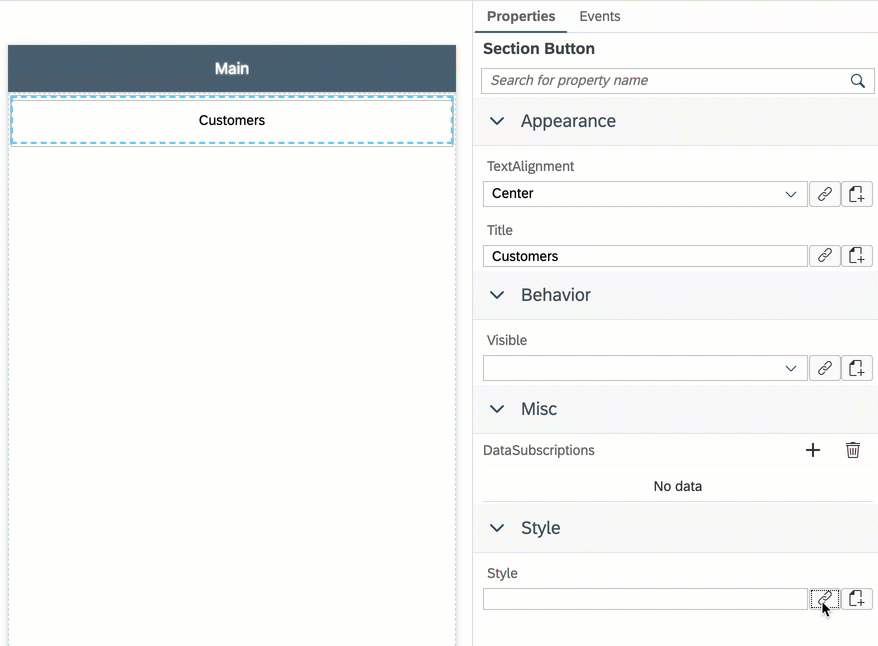 Main
Customers
Properties Events
Section Button
Search for property name
Appearance
TextAlignment
Center
Title
Customers
Behavior
Visible
Misc
DataSubscriptions
No data
Style
Style